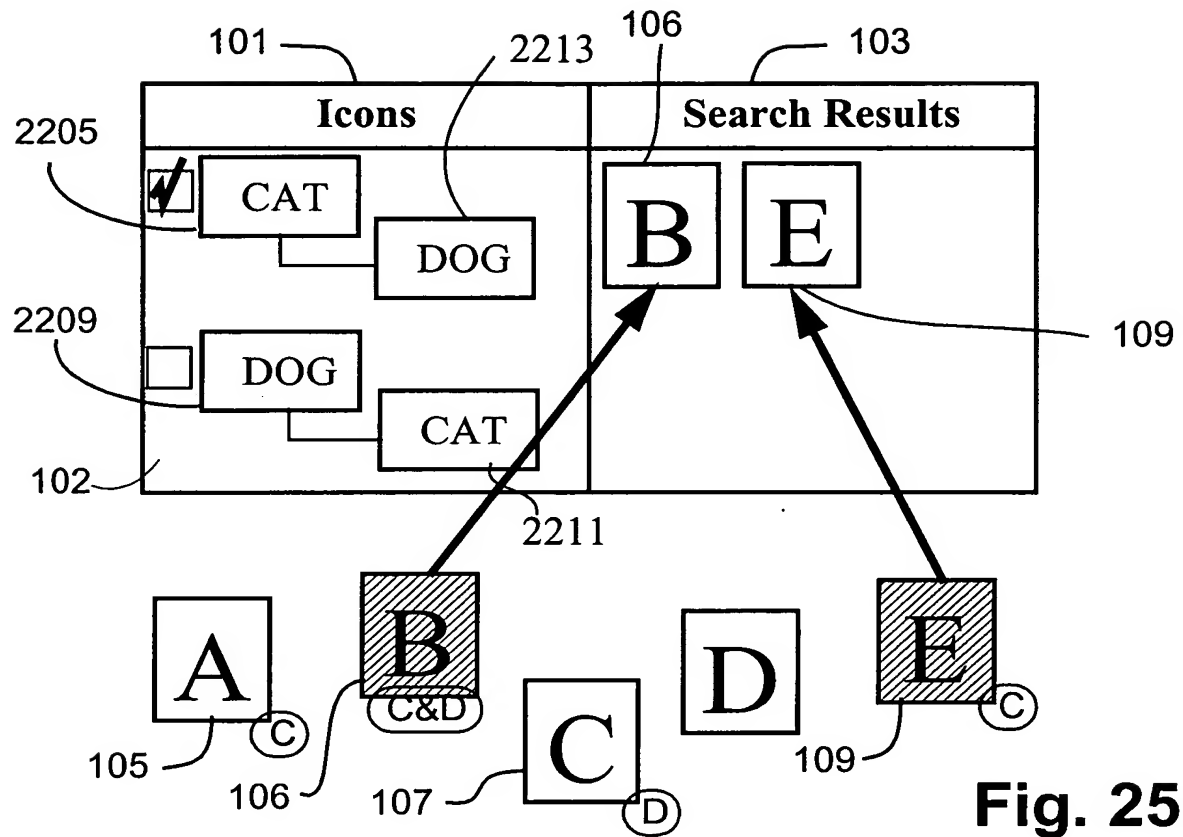 101 2213 106 103
Icons Search Results
2205
CAT B E
DOG
2209
DOG 109
CAT
102
2211
A B C D E
C C&D D C
105 106 107 109
Fig. 25